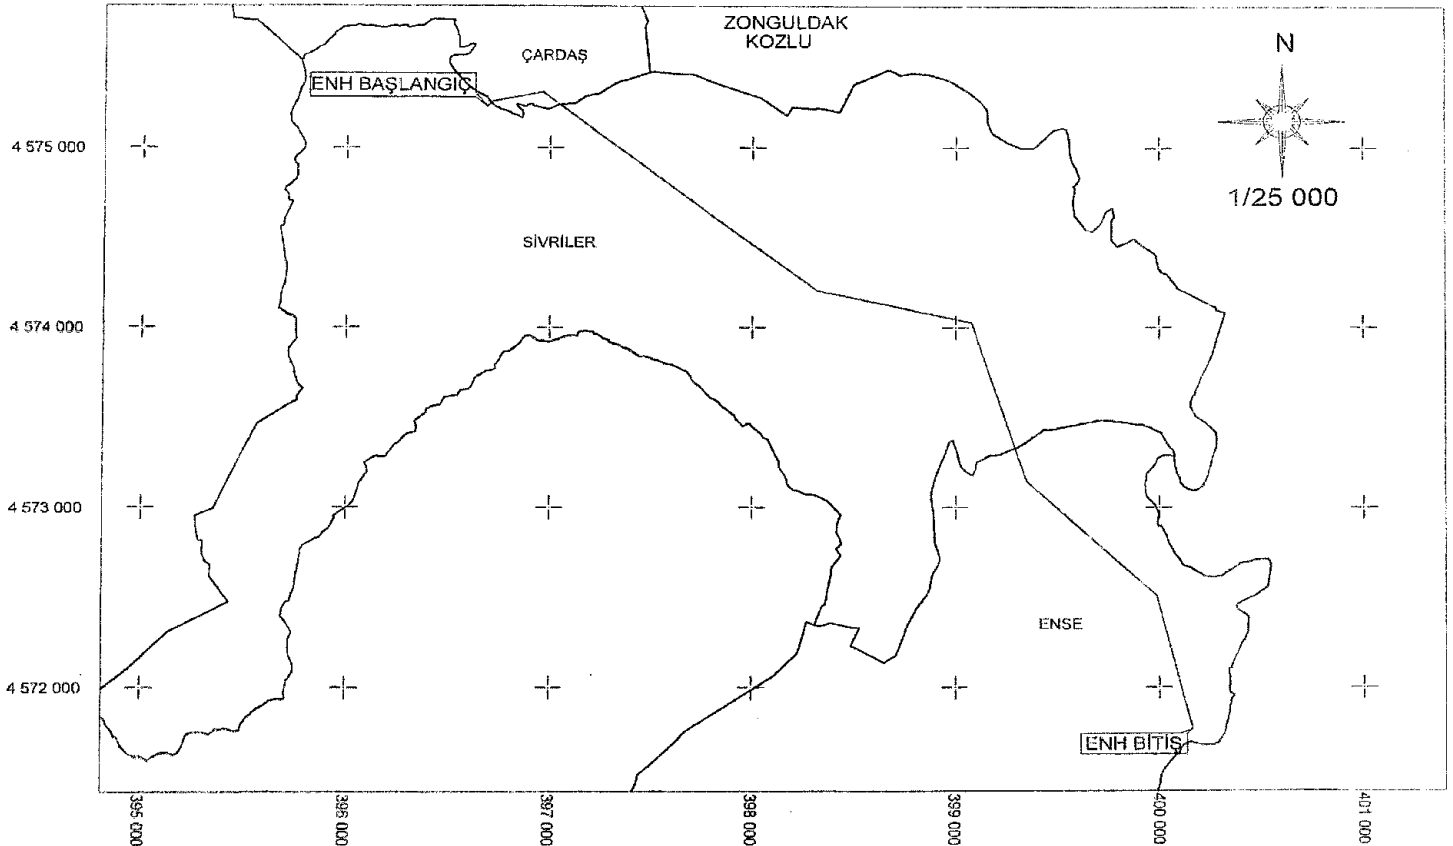 ZONGULDAK
KOZLU
ÇARDAŞ
N
ENH BAŞLANGIÇ
4 575 000
1/25 000
SİVRİLER
4 574 000
4 573 000
ENSE
4 572 000
ENH BİTİŞ
395 000
396 000
397 000
398 000
399 000
400 000
401 000